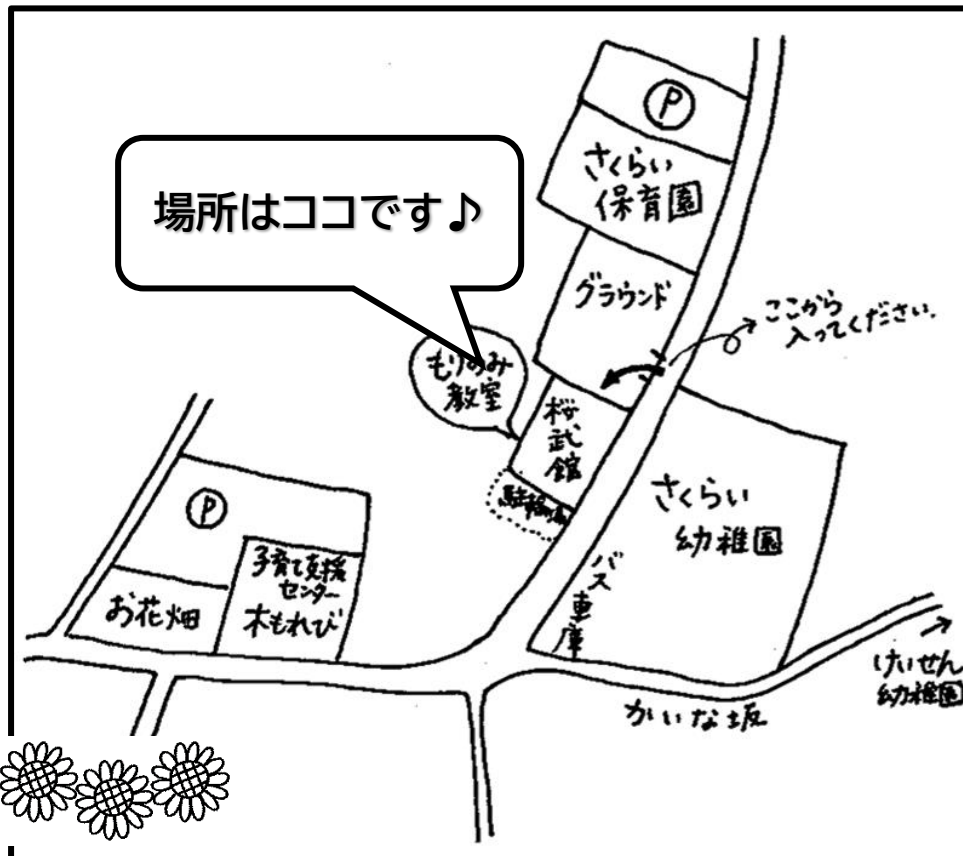 Ⓟ
さくらい
保育園
場所はココです♪
グラウンド
ここから
入ってください.
もりのみ
教室
桜武館
駐輪場
さくらい
幼稚園
Ⓟ
子育て支援
センター
木もれび
お花畑
バス車庫
けいせん
幼稚園
かいな坂